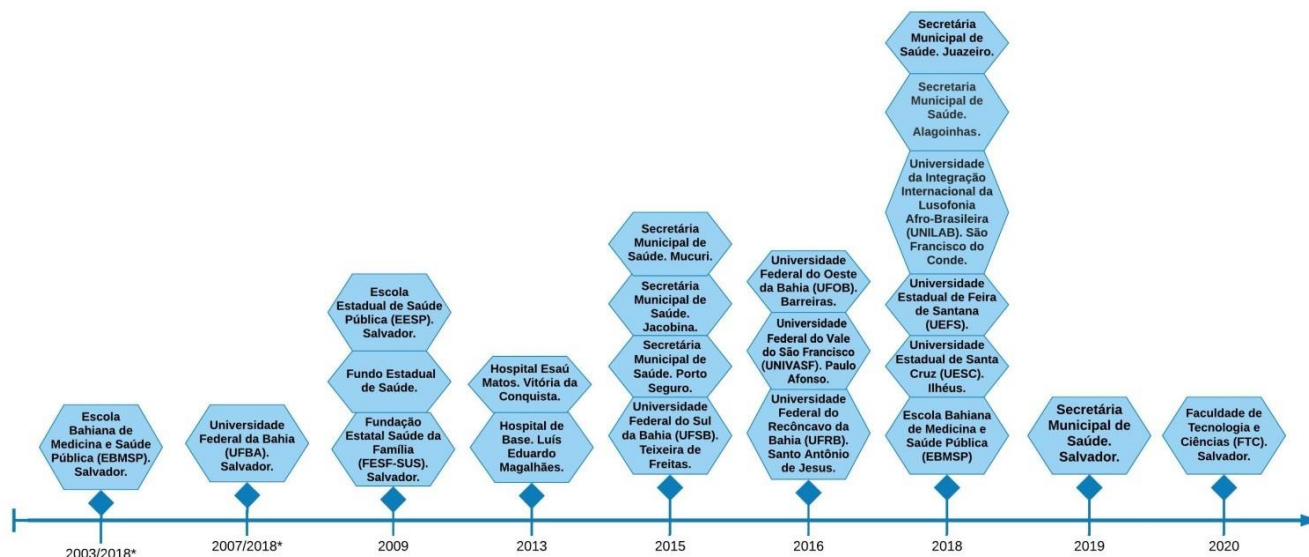 Escola
Bahiana de
Medicina e Saúde
Pública (EBMSP).
Salvador.
2003/2018*
Universidade
Federal da Bahia
(UFBA).
Salvador.
2007/2018*
Escola
Estadual de Saúde
Pública (EESP).
Salvador.
Fundo Estadual
de Saúde.
Fundação
Estatal Saúde da
Família
(FESF-SUS).
Salvador.
2009
Hospital Esaú
Matos. Vitória da
Conquista.
Hospital de
Base. Luís
Eduardo
Magalhães.
2013
Secretária
Municipal de
Saúde. Mucuri.
Secretária
Municipal de
Saúde.
Jacobina.
Secretária
Municipal de
Saúde. Porto
Seguro.
Universidade
Federal do Sul
da Bahia (UFSB).
Teixeira de
Freitas.
2015
Universidade
Federal do Oeste
da Bahia (UFOB).
Barreiras.
Universidade
Federal do Vale
do São Francisco
(UNIVASF). Paulo
Afonso.
Universidade
Federal do
Recôncavo da
Bahia (UFRB).
Santo Antônio
de Jesus.
2016
Secretária
Municipal de
Saúde. Juazeiro.
Secretaria
Municipal de
Saúde.
Alagoinhas.
Universidade
da Integração
Internacional da
Lusofonia
Afro-Brasileira
(UNILAB). São
Francisco do
Conde.
Universidade
Estadual de Feira
de Santana
(UEFS).
Universidade
Estadual de Santa
Cruz (UESC).
Ilhéus.
Escola Bahiana
de Medicina e
Saúde Pública
(EBMSP)
2018
Secretária
Municipal de
Saúde.
Salvador.
2019
Faculdade de
Tecnologia e
Ciências (FTC).
Salvador.
2020